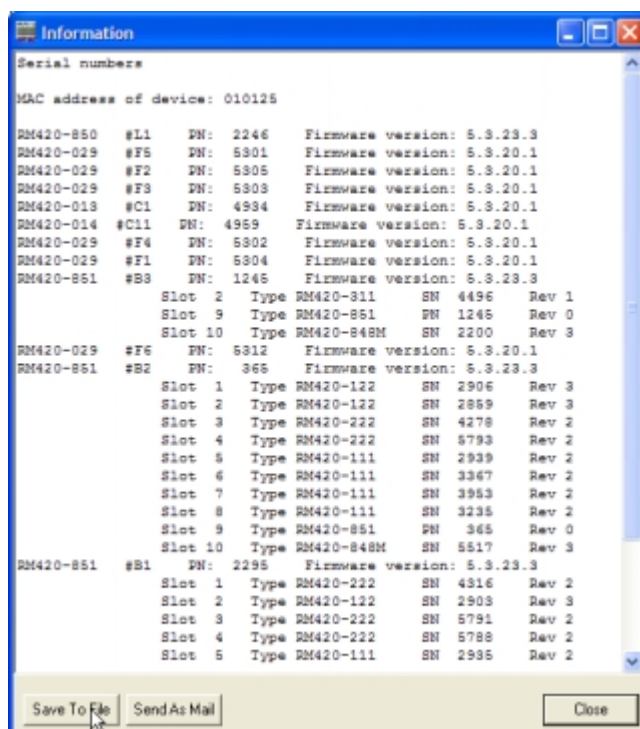 Information
Serial numbers
MAC address of device: 010125
RM420-850 #L1 PN: 2246 Firmware version: 5.3.23.3
RM420-029 #F5 PN: 5301 Firmware version: 5.3.20.1
RM420-029 #F2 PN: 5305 Firmware version: 5.3.20.1
RM420-029 #F3 PN: 5303 Firmware version: 5.3.20.1
RM420-013 #C1 PN: 4934 Firmware version: 5.3.20.1
RM420-014 #C11 PN: 4959 Firmware version: 5.3.20.1
RM420-029 #F4 PN: 5302 Firmware version: 5.3.20.1
RM420-029 #F1 PN: 5304 Firmware version: 5.3.20.1
RM420-851 #B3 PN: 1245 Firmware version: 5.3.23.3
Slot 2 Type RM420-311 SN 4496 Rev 1
Slot 9 Type RM420-851 PN 1245 Rev 0
Slot 10 Type RM420-848M SN 2200 Rev 3
RM420-029 #F6 PN: 5312 Firmware version: 5.3.20.1
RM420-851 #B2 PN: 365 Firmware version: 5.3.23.3
Slot 1 Type RM420-122 SN 2906 Rev 3
Slot 2 Type RM420-122 SN 2859 Rev 3
Slot 3 Type RM420-222 SN 4278 Rev 2
Slot 4 Type RM420-222 SN 5793 Rev 2
Slot 5 Type RM420-111 SN 2939 Rev 2
Slot 6 Type RM420-111 SN 3367 Rev 2
Slot 7 Type RM420-111 SN 3953 Rev 2
Slot 8 Type RM420-111 SN 3235 Rev 2
Slot 9 Type RM420-851 PN 365 Rev 0
Slot 10 Type RM420-848M SN 5517 Rev 3
RM420-851 #B1 PN: 2295 Firmware version: 5.3.23.3
Slot 1 Type RM420-222 SN 4316 Rev 2
Slot 2 Type RM420-122 SN 2903 Rev 3
Slot 3 Type RM420-222 SN 5791 Rev 2
Slot 4 Type RM420-222 SN 5788 Rev 2
Slot 5 Type RM420-111 SN 2935 Rev 2
Save To File Send As Mail Close